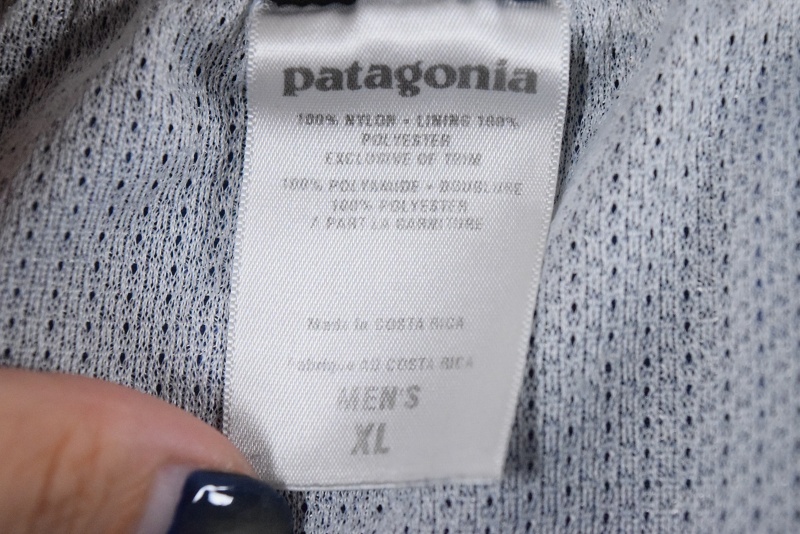 patagonia
100% NYLON • LINING 100%
POLYESTER
EXCLUSIVE OF TRIM
100% POLYAMIDE • DOUBLURE
100% POLYESTER
À PART LA GARNITURE
Made in COSTA RICA
Fabriqué AU COSTA RICA
MEN'S
XL